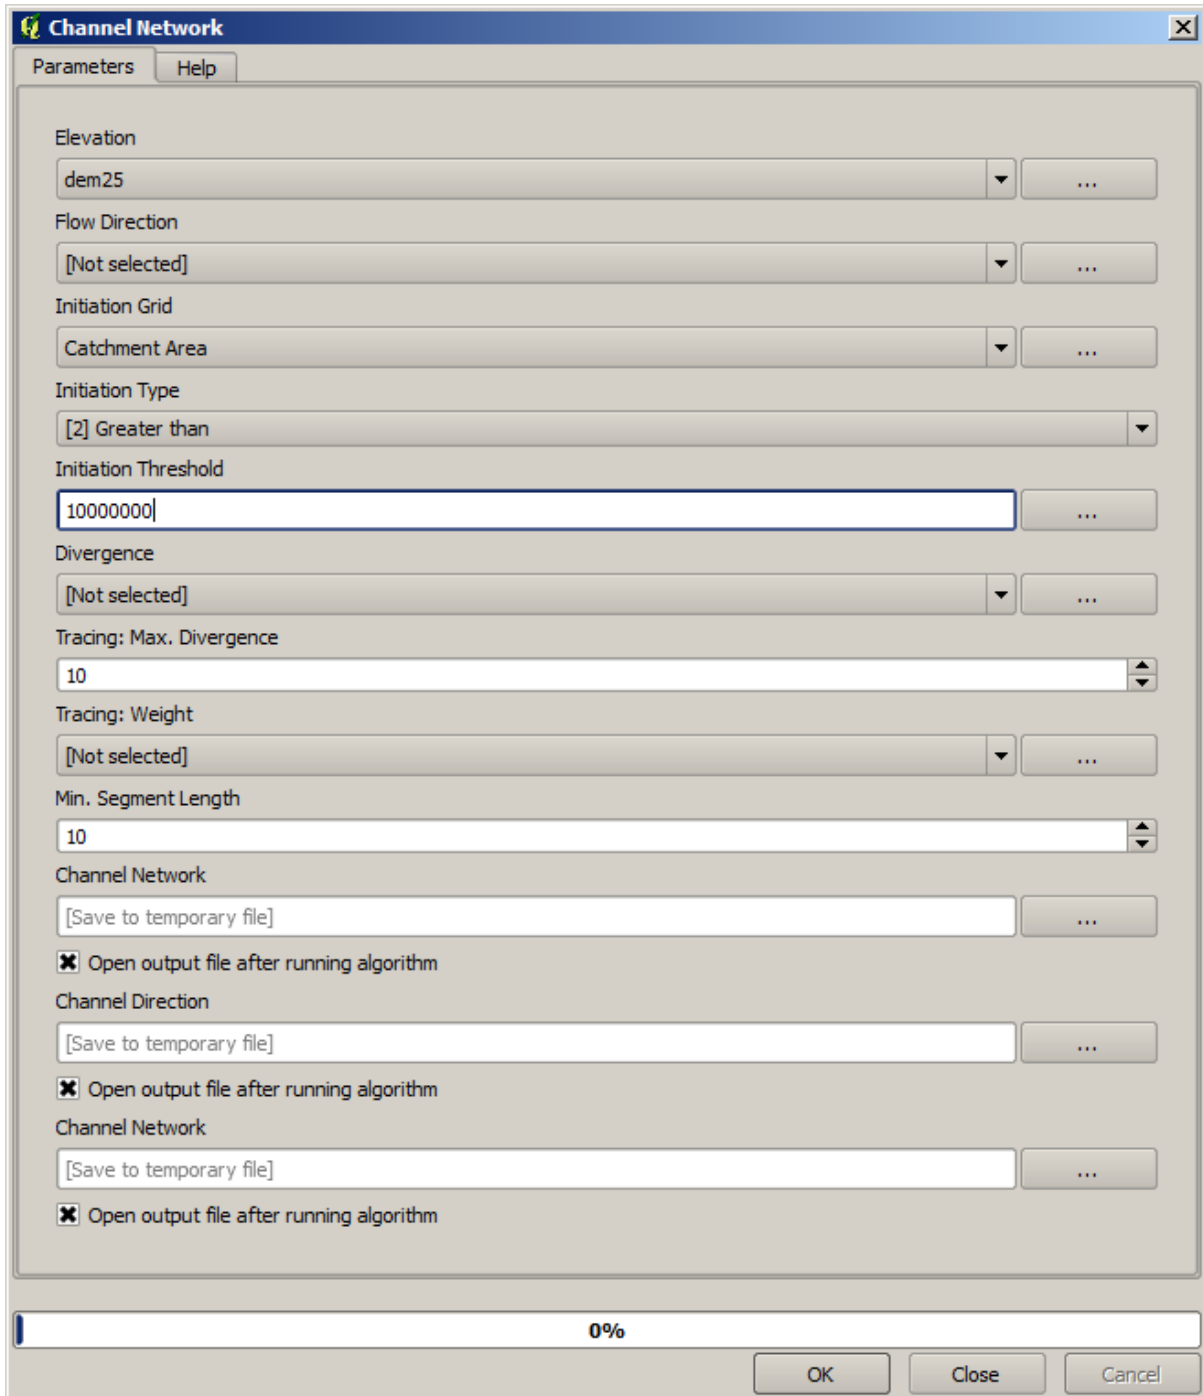 Channel Network
Parameters Help
Elevation
dem25 ...
Flow Direction
[Not selected] ...
Initiation Grid
Catchment Area ...
Initiation Type
[2] Greater than
Initiation Threshold
10000000 ...
Divergence
[Not selected] ...
Tracing: Max. Divergence
10
Tracing: Weight
[Not selected] ...
Min. Segment Length
10
Channel Network
[Save to temporary file] ...
Open output file after running algorithm
Channel Direction
[Save to temporary file] ...
Open output file after running algorithm
Channel Network
[Save to temporary file] ...
Open output file after running algorithm
0%
OK Close Cancel